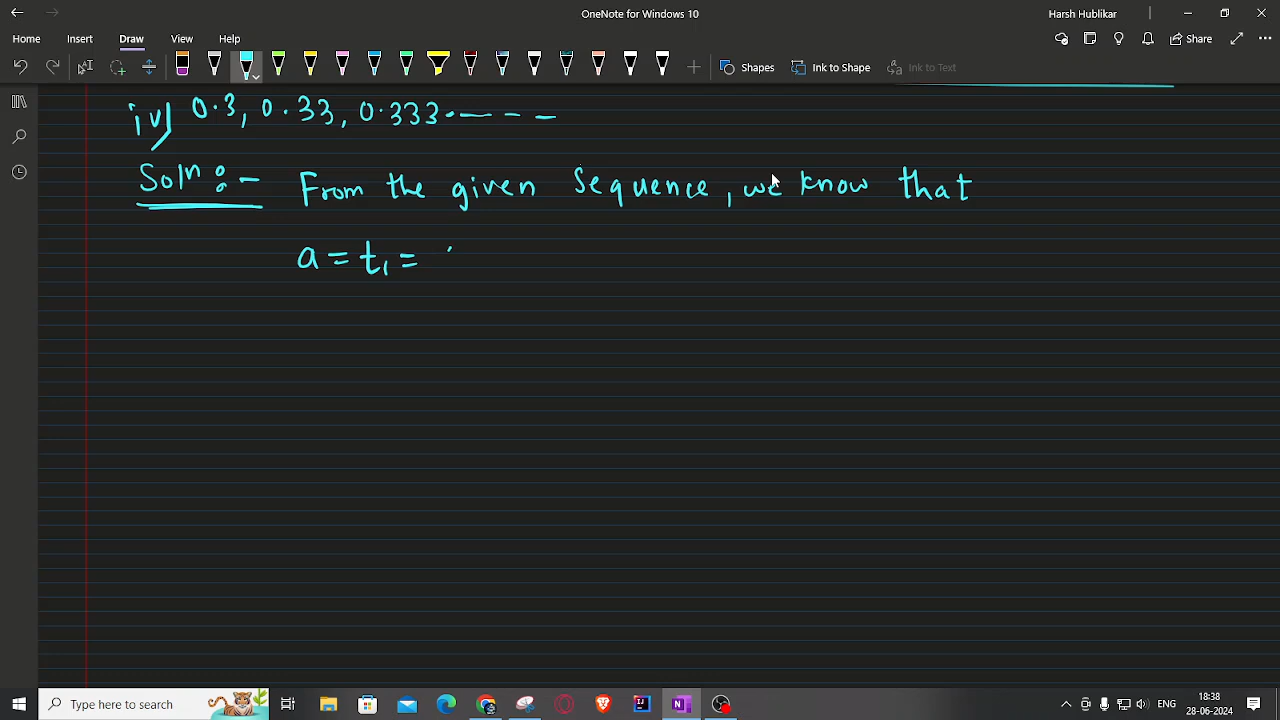 OneNote for Windows 10
Harsh Hublikar
Home Insert Draw View Help
Share
Shapes Ink to Shape Ink to Text
iv) 0.3, 0.33, 0.333.----
Soln :- From the given sequence, we know that
a = t₁ =
Type here to search
18:38
28-06-2024